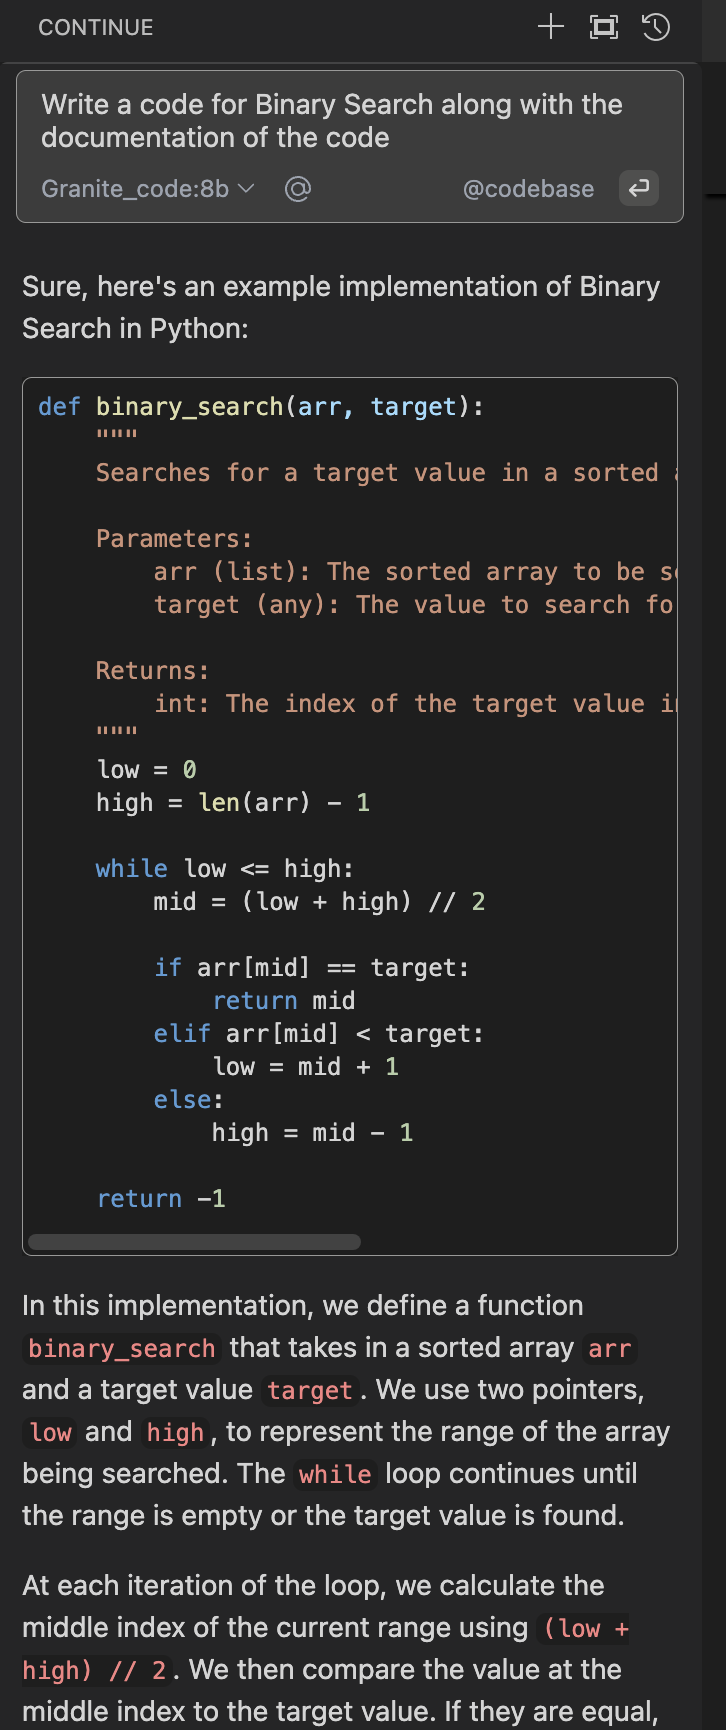 CONTINUE
Write a code for Binary Search along with the
documentation of the code
Granite_code:8b
@codebase
Sure, here's an example implementation of Binary
Search in Python:
def binary_search(arr, target):
    """
    Searches for a target value in a sorted

    Parameters:
        arr (list): The sorted array to be
        target (any): The value to search

    Returns:
        int: The index of the target value
    """
    low = 0
    high = len(arr) - 1

    while low <= high:
        mid = (low + high) // 2

        if arr[mid] == target:
            return mid
        elif arr[mid] < target:
            low = mid + 1
        else:
            high = mid - 1

    return -1
In this implementation, we define a function
binary_search that takes in a sorted array arr
and a target value target. We use two pointers,
low and high, to represent the range of the array
being searched. The while loop continues until
the range is empty or the target value is found.
At each iteration of the loop, we calculate the
middle index of the current range using (low +
high) // 2. We then compare the value at the
middle index to the target value. If they are equal,